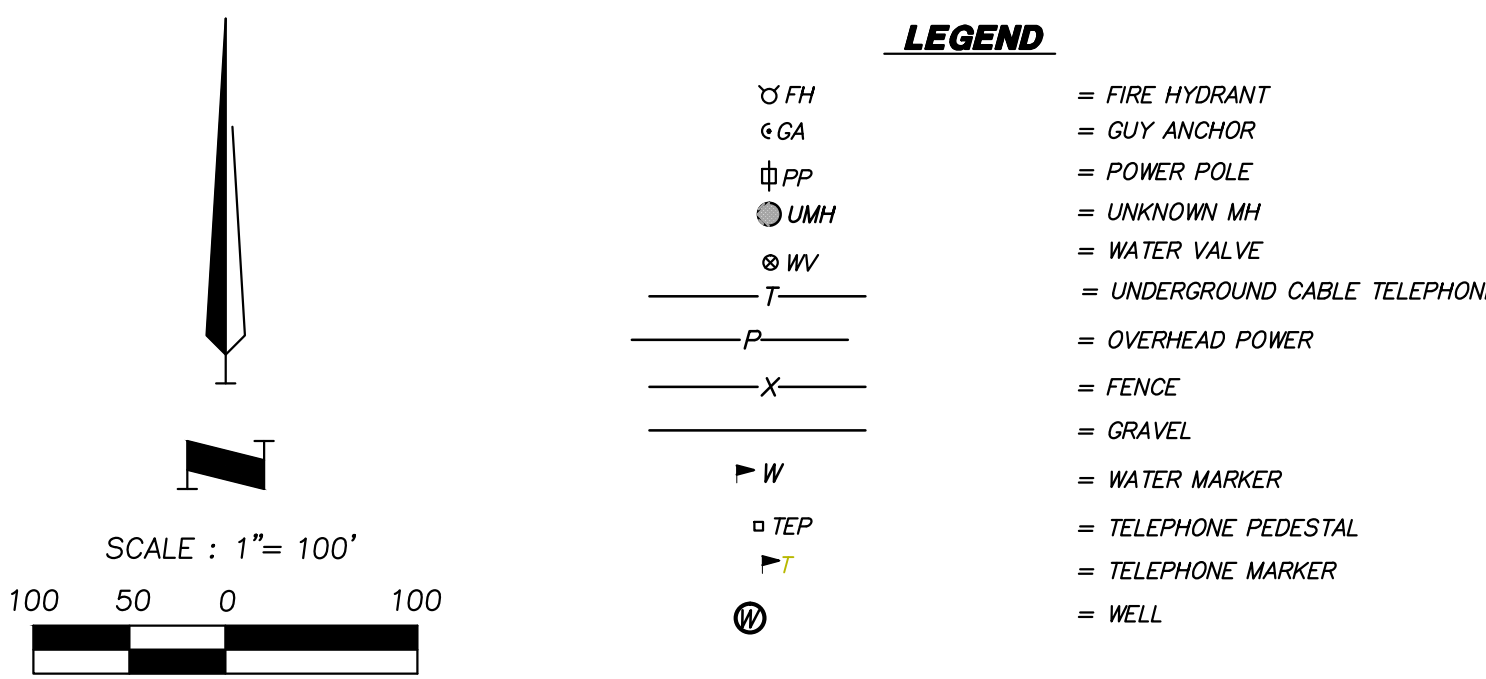 LEGEND
FH = FIRE HYDRANT
GA = GUY ANCHOR
PP = POWER POLE
UMH = UNKNOWN MH
WV = WATER VALVE
T = UNDERGROUND CABLE TELEPHONE
P = OVERHEAD POWER
X = FENCE
= GRAVEL
W = WATER MARKER
TEP = TELEPHONE PEDESTAL
T = TELEPHONE MARKER
W = WELL
N
SCALE : 1"= 100'
100 50 0 100